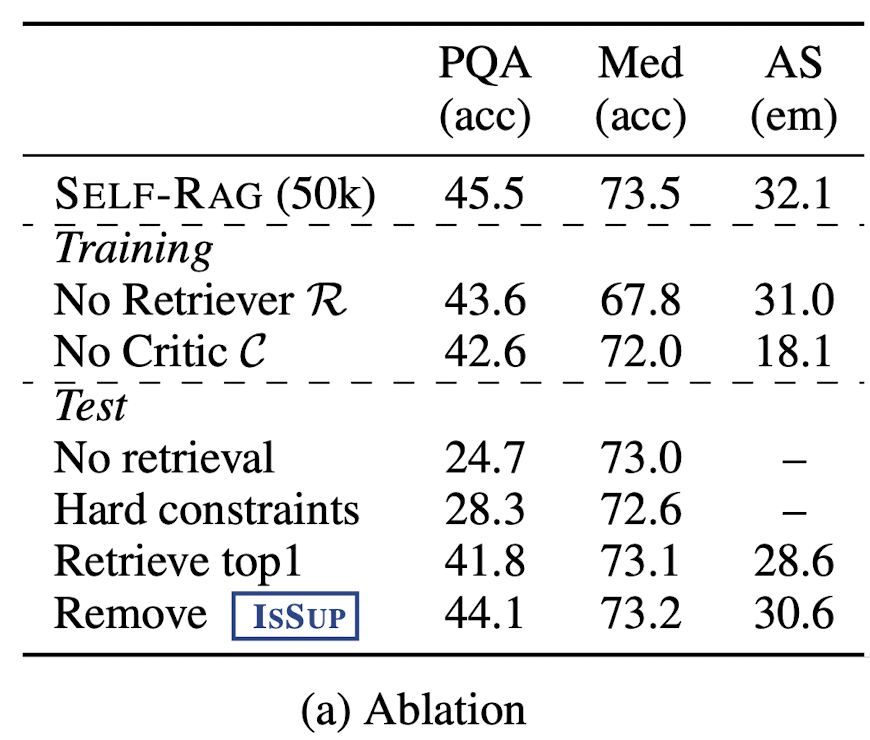 PQA Med AS
(acc) (acc) (em)
SELF-RAG (50k) 45.5 73.5 32.1
Training
No Retriever R 43.6 67.8 31.0
No Critic C 42.6 72.0 18.1
Test
No retrieval 24.7 73.0 –
Hard constraints 28.3 72.6 –
Retrieve top1 41.8 73.1 28.6
Remove ISSUP 44.1 73.2 30.6
(a) Ablation